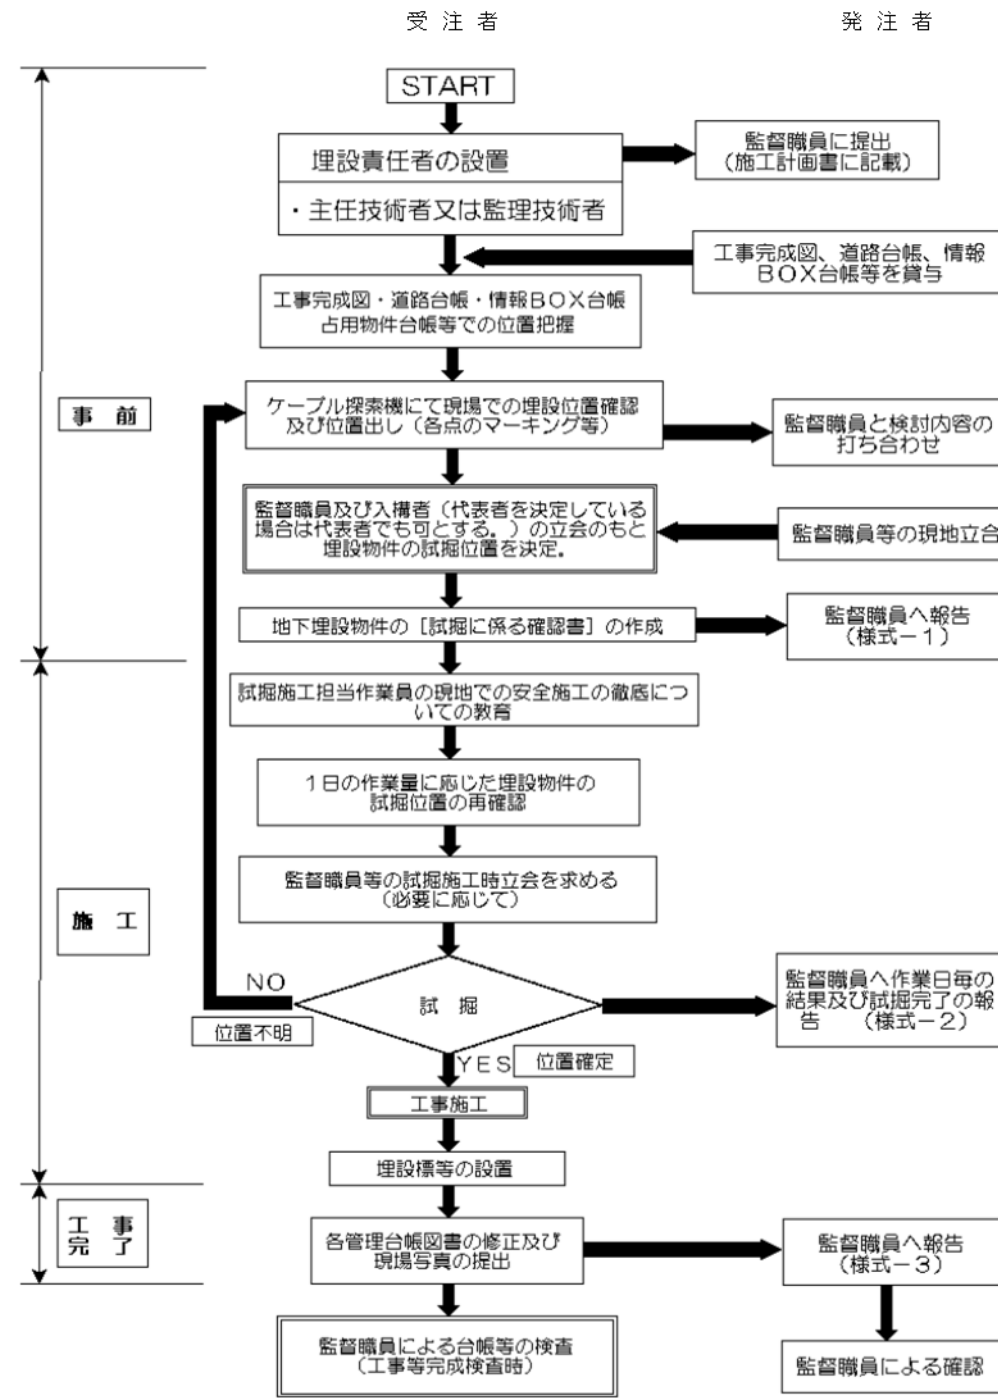 受注者
発注者
START
埋設責任者の設置
・主任技術者又は監理技術者
監督職員に提出
(施工計画書に記載)
工事完成図、道路台帳、情報
BOX台帳等を貸与
工事完成図・道路台帳・情報BOX台帳
占用物件台帳等での位置把握
事前
ケーブル探索機にて現場での埋設位置確認
及び位置出し(各点のマーキング等)
監督職員と検討内容の
打ち合わせ
監督職員及び入構者(代表者を決定している
場合は代表者でも可とする。)の立会のもと
埋設物件の試掘位置を決定。
監督職員等の現地立合
地下埋設物件の[試掘に係る確認書]の作成
監督職員へ報告
(様式-1)
試掘施工担当作業員の現地での安全施工の徹底につ
いての教育
1日の作業量に応じた埋設物件の
試掘位置の再確認
監督職員等の試掘施工時立会を求める
(必要に応じて)
施工
NO
位置不明
試掘
監督職員へ作業日毎の
結果及び試掘完了の報
告 (様式-2)
YES
位置確定
工事施工
埋設標等の設置
工事
完了
各管理台帳図書の修正及び
現場写真の提出
監督職員へ報告
(様式-3)
監督職員による台帳等の検査
(工事等完成検査時)
監督職員による確認